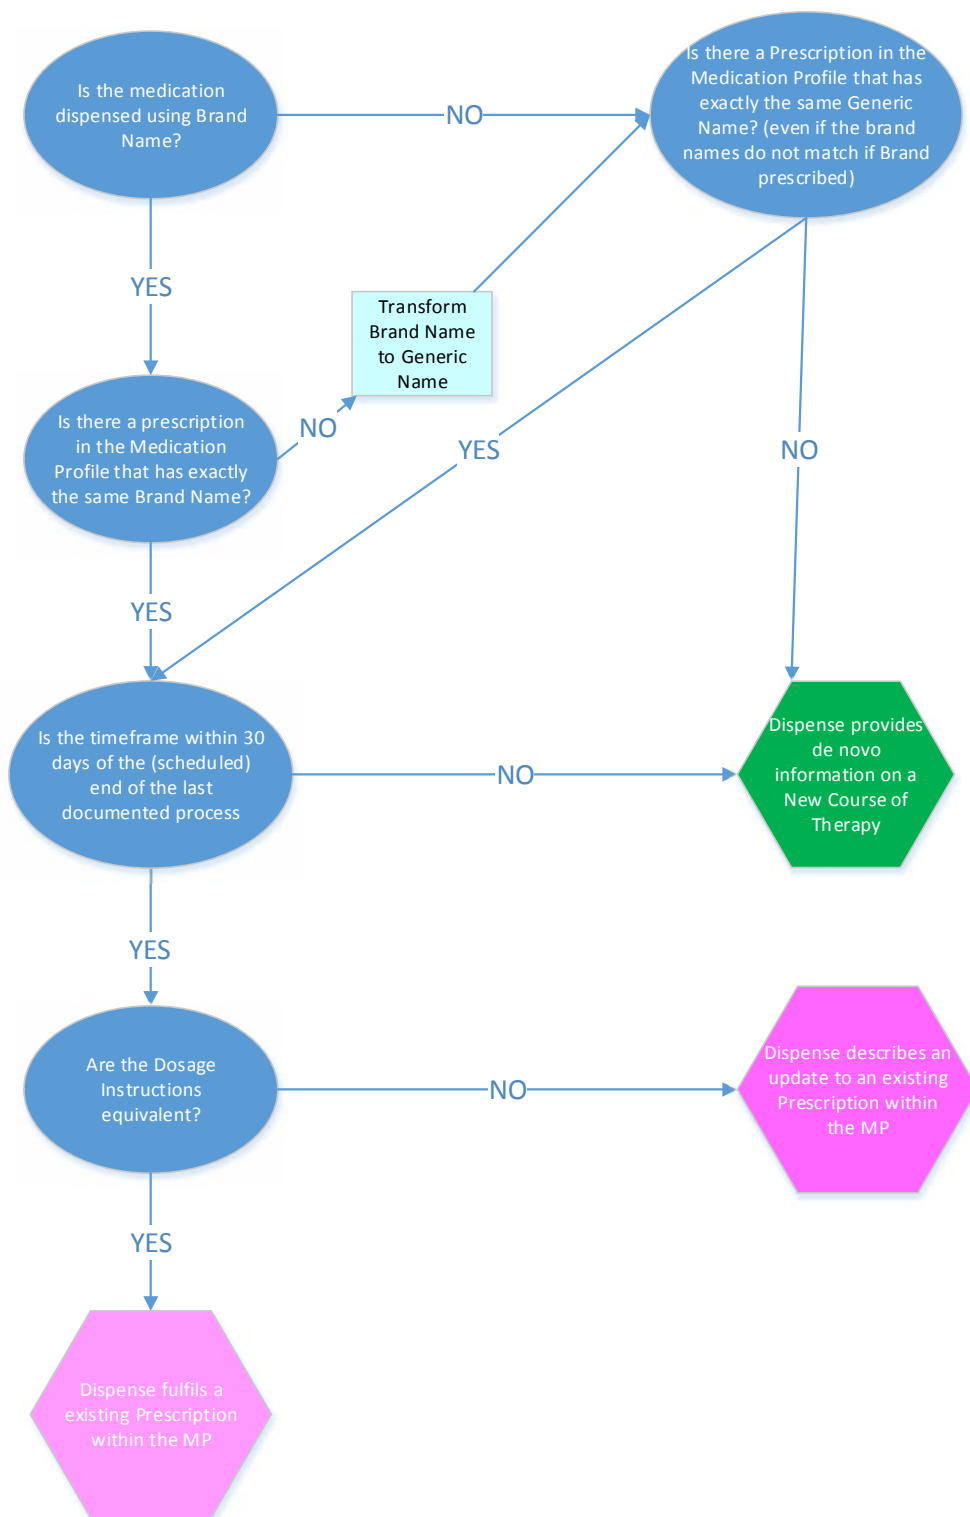 Is the medication
dispensed using Brand
Name?
NO
Is there a Prescription in the
Medication Profile that has
exactly the same Generic
Name? (even if the brand
names do not match if Brand
prescribed)
YES
Transform
Brand Name
to Generic
Name
Is there a prescription
in the Medication
Profile that has exactly
the same Brand Name?
NO
YES
NO
YES
Is the timeframe within 30
days of the (scheduled)
end of the last
documented process
NO
Dispense provides
de novo
information on a
New Course of
Therapy
YES
Are the Dosage
Instructions
equivalent?
NO
Dispense describes an
update to an existing
Prescription within
the MP
YES
Dispense fulfils a
existing Prescription
within the MP